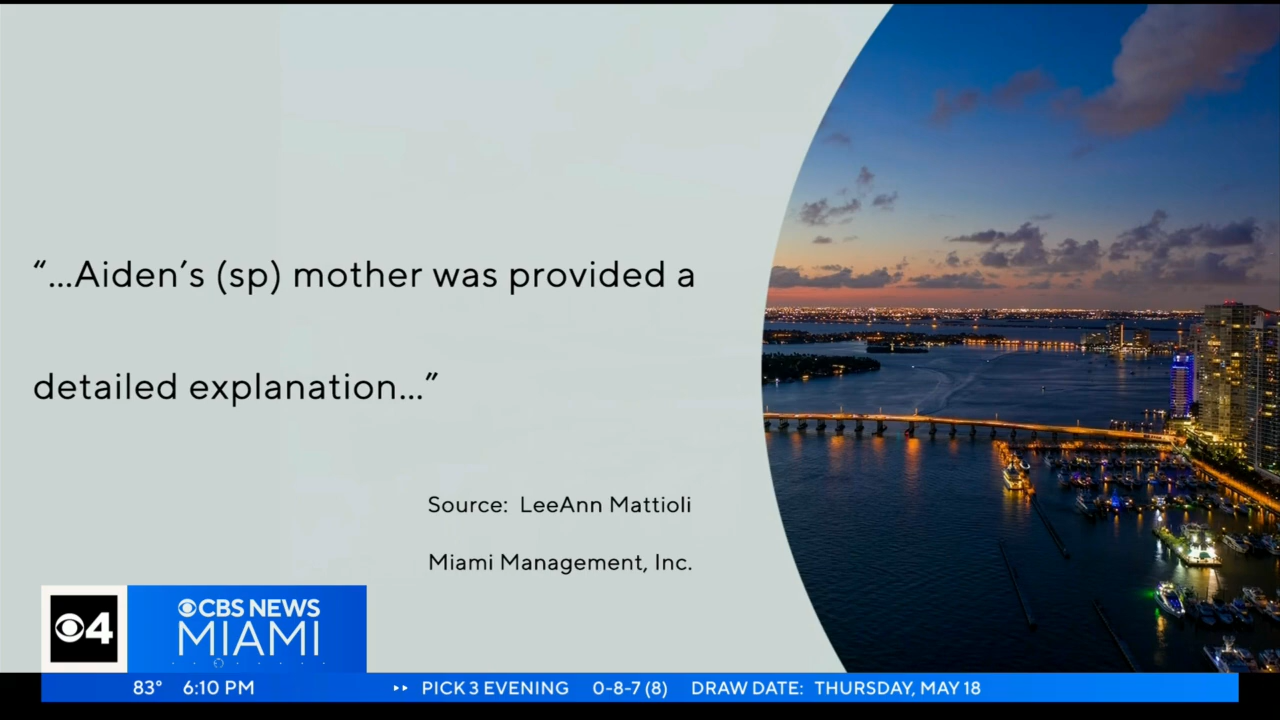 “...Aiden’s (sp) mother was provided a
detailed explanation...”
Source: LeeAnn Mattioli
Miami Management, Inc.
4
CBS NEWS
MIAMI
83° 6:10 PM PICK 3 EVENING 0-8-7 (8) DRAW DATE: THURSDAY, MAY 18